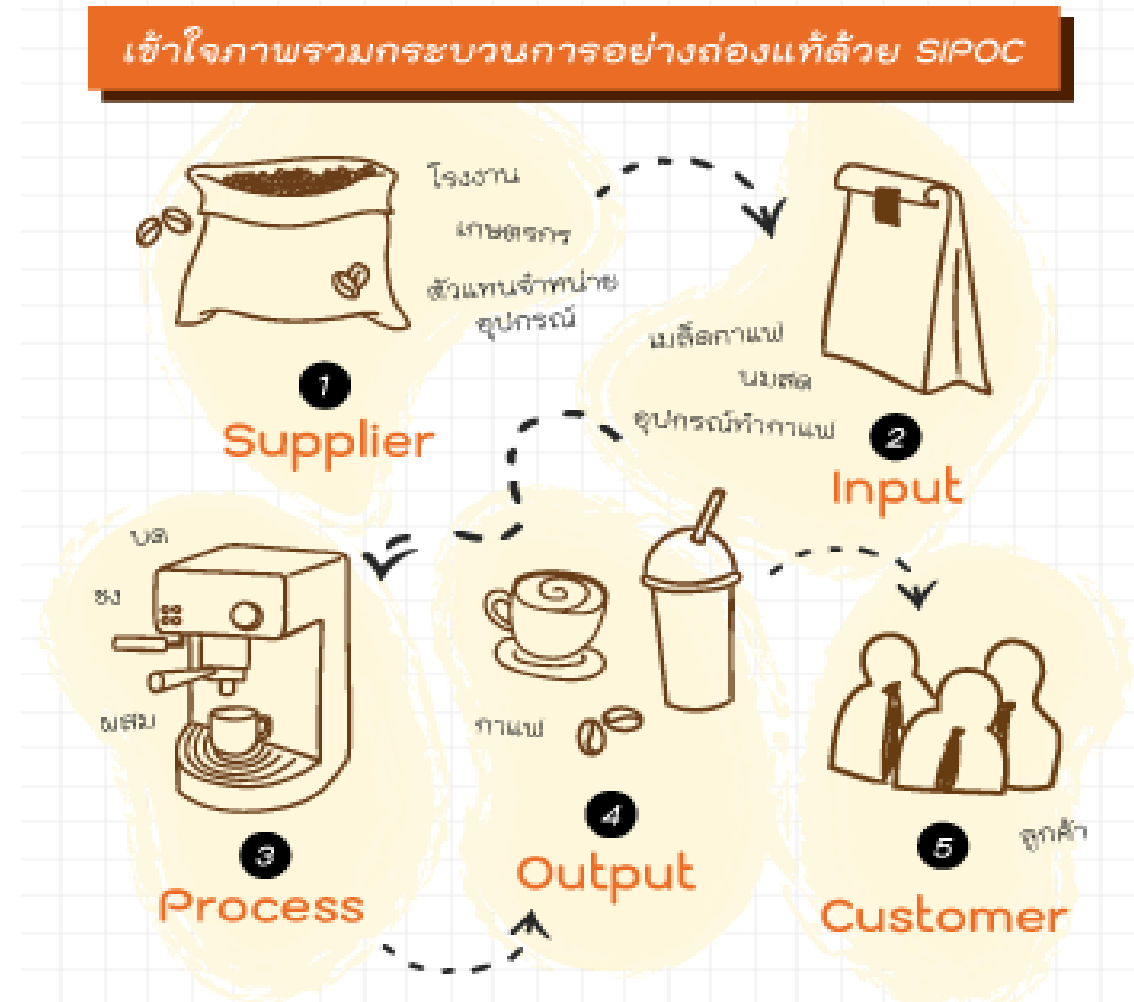 เข้าใจภาพรวมกระบวนการอย่างถ่องแท้ด้วย SIPOC
โรงงาน
เกษตรกร
ตัวแทนจำหน่าย
อุปกรณ์
1
Supplier
เมล็ดกาแฟ
นมสด
อุปกรณ์ทำกาแฟ
2
Input
บด
ชง
ผสม
3
Process
กาแฟ
4
Output
5
ลูกค้า
Customer